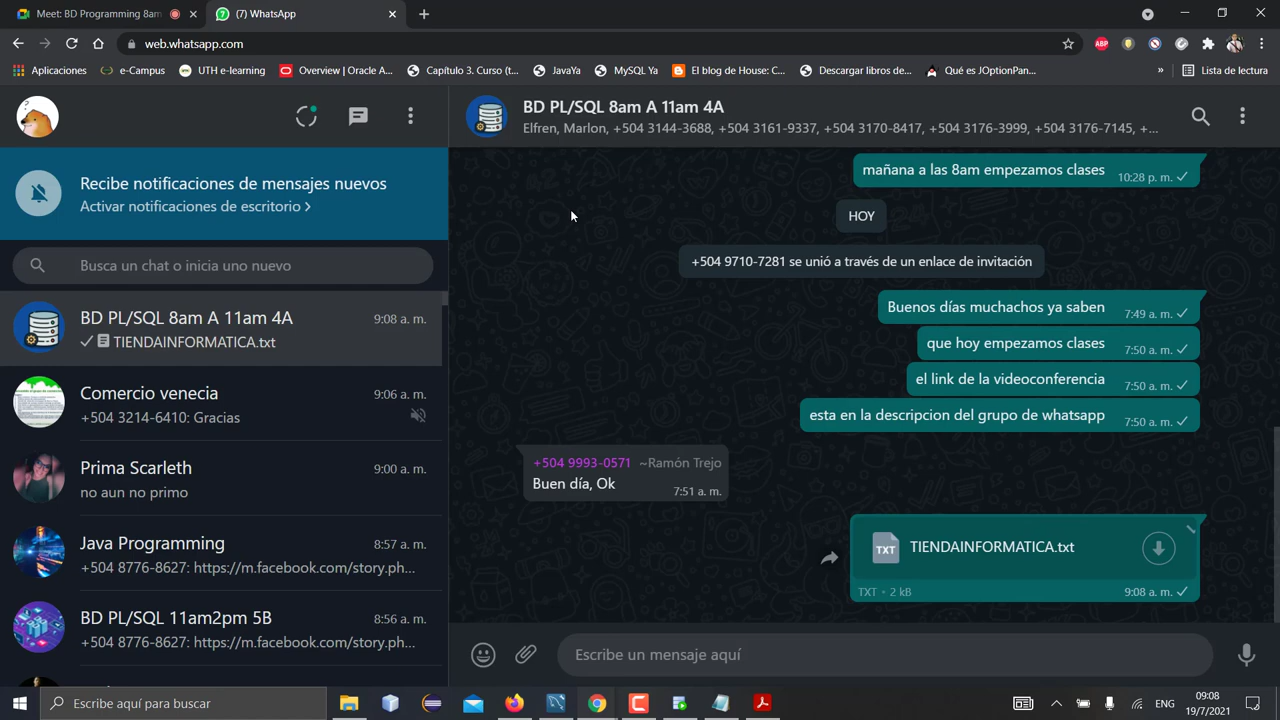 Meet: BD Programming 8am
(7) WhatsApp
web.whatsapp.com
ABP
Aplicaciones
e-Campus
UTH e-learning
Overview | Oracle A...
Capítulo 3. Curso (t...
JavaYa
MySQL Ya
El blog de House: C...
Descargar libros de...
Qué es JOptionPan...
»
Lista de lectura
BD PL/SQL 8am A 11am 4A
Elfren, Marlon, +504 3144-3688, +504 3161-9337, +504 3170-8417, +504 3176-3999, +504 3176-7145, +...
Recibe notificaciones de mensajes nuevos
Activar notificaciones de escritorio >
Busca un chat o inicia uno nuevo
BD PL/SQL 8am A 11am 4A
9:08 a. m.
TIENDAINFORMATICA.txt
Comercio venecia
9:06 a. m.
+504 3214-6410: Gracias
Prima Scarleth
9:00 a. m.
no aun no primo
Java Programming
8:57 a. m.
+504 8776-8627: https://m.facebook.com/story.ph...
BD PL/SQL 11am2pm 5B
8:56 a. m.
+504 8776-8627: https://m.facebook.com/story.ph...
mañana a las 8am empezamos clases
10:28 p. m.
HOY
+504 9710-7281 se unió a través de un enlace de invitación
Buenos días muchachos ya saben
7:49 a. m.
que hoy empezamos clases
7:50 a. m.
el link de la videoconferencia
7:50 a. m.
esta en la descripcion del grupo de whatsapp
7:50 a. m.
+504 9993-0571 ~Ramón Trejo
Buen día, Ok
7:51 a. m.
TXT
TIENDAINFORMATICA.txt
TXT • 2 kB
9:08 a. m.
Escribe un mensaje aquí
Escribe aquí para buscar
ENG
09:08
19/7/2021